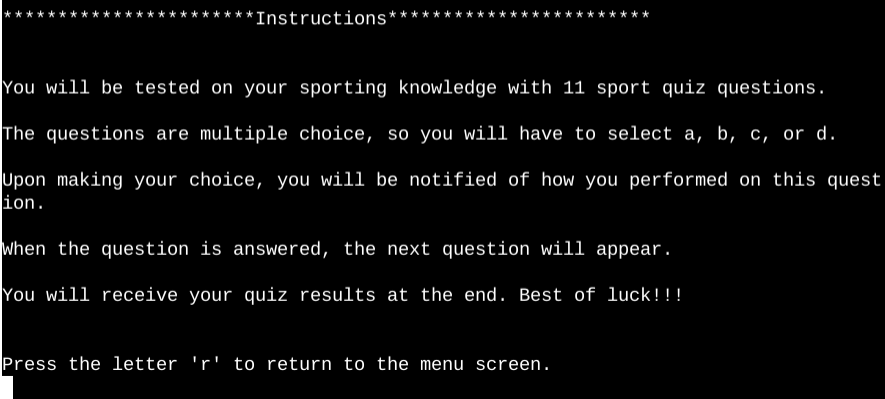 ***********************Instructions************************
You will be tested on your sporting knowledge with 11 sport quiz questions.
The questions are multiple choice, so you will have to select a, b, c, or d.
Upon making your choice, you will be notified of how you performed on this quest
ion.
When the question is answered, the next question will appear.
You will receive your quiz results at the end. Best of luck!!!
Press the letter 'r' to return to the menu screen.